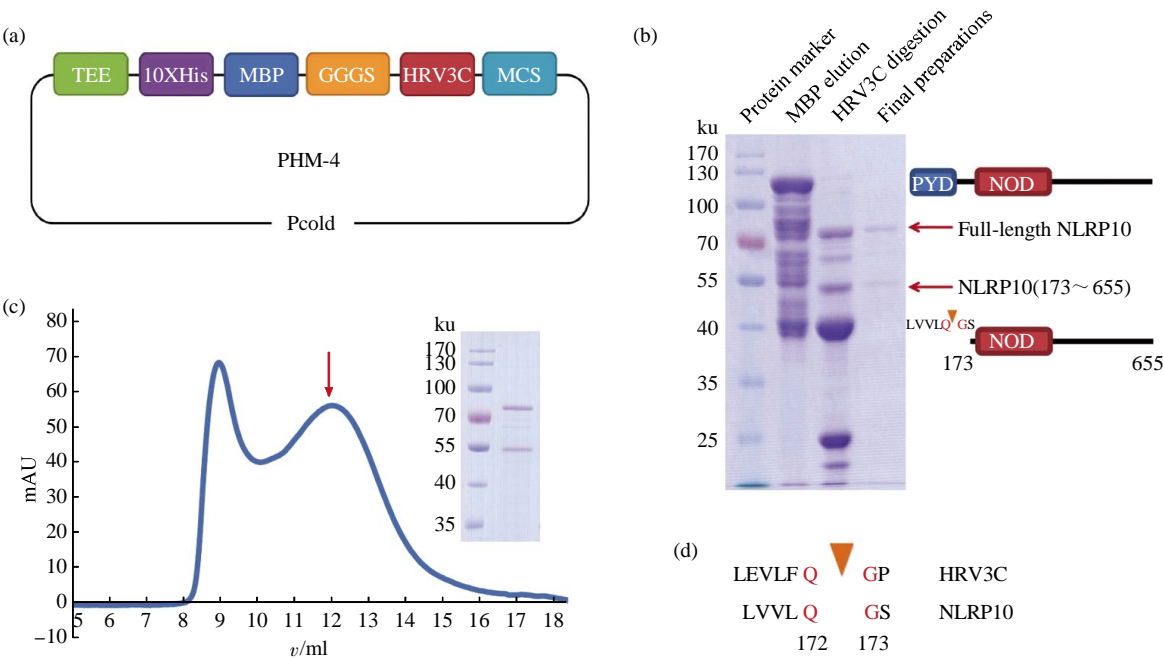 (a)
TEE 10XHis MBP GGGS HRV3C MCS
PHM-4
Pcold
(b)
Protein marker
MBP elution
HRV3C digestion
Final preparations
ku
170
130
100
70
55
40
35
25
PYD NOD
Full-length NLRP10
NLRP10(173～655)
LVVLQ GS
NOD
173 655
(c)
80
70
60
50
40
30
20
10
0
−10
mAU
5 6 7 8 9 10 11 12 13 14 15 16 17 18
v/ml
ku
170
130
100
70
55
40
35
(d)
LEVLF Q GP HRV3C
LVVL Q GS NLRP10
172 173